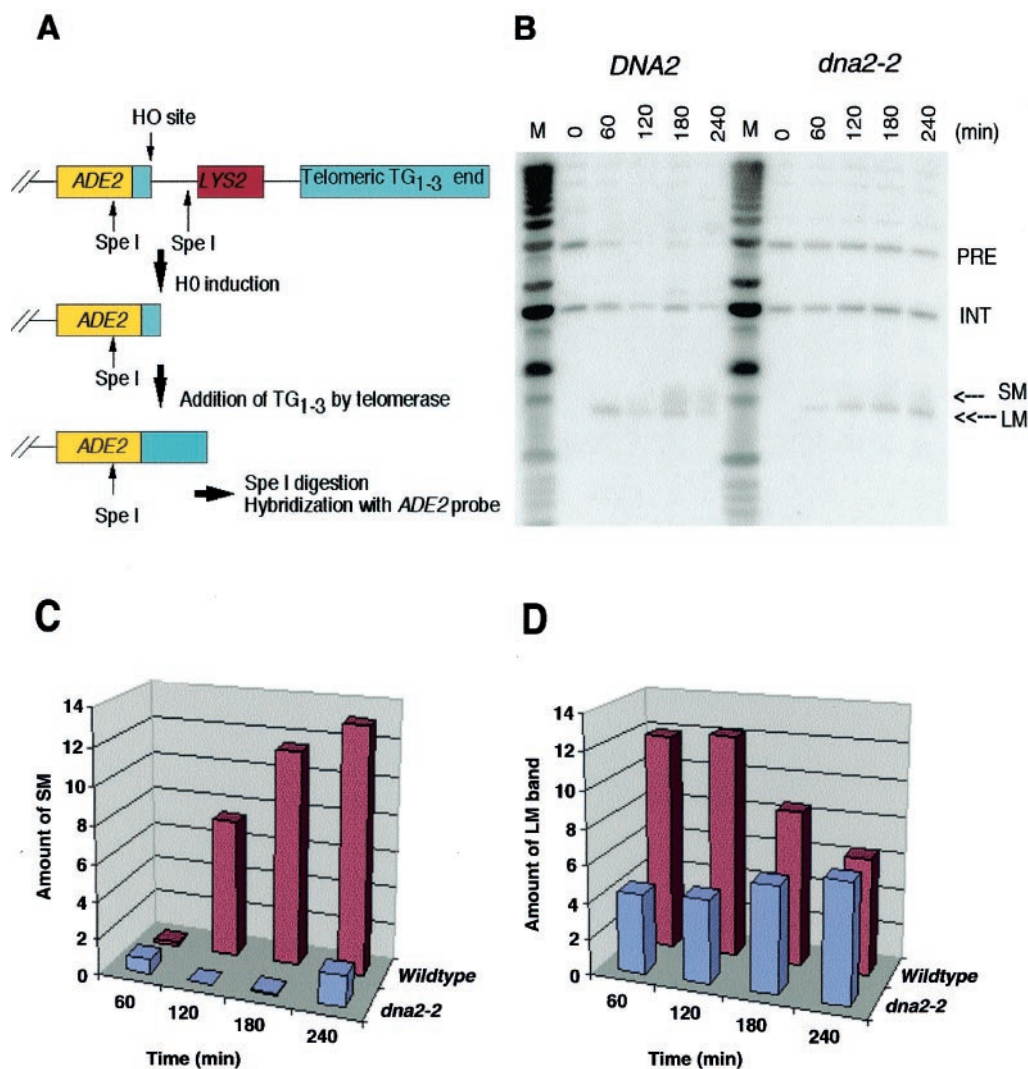 A
HO site
ADE2
LYS2
Telomeric TG1-3 end
Spe I
Spe I
H0 induction
ADE2
Spe I
Addition of TG1-3 by telomerase
ADE2
Spe I
Spe I digestion
Hybridization with ADE2 probe
B
DNA2 dna2-2
M 0 60 120 180 240 M 0 60 120 180 240 (min)
PRE
INT
<--- SM
<<--- LM
C
Amount of SM
14
12
10
8
6
4
2
0
60
120
180
240
Wildtype
dna2-2
Time (min)
D
Amount of LM band
14
12
10
8
6
4
2
0
60
120
180
240
Wildtype
dna2-2
Time (min)